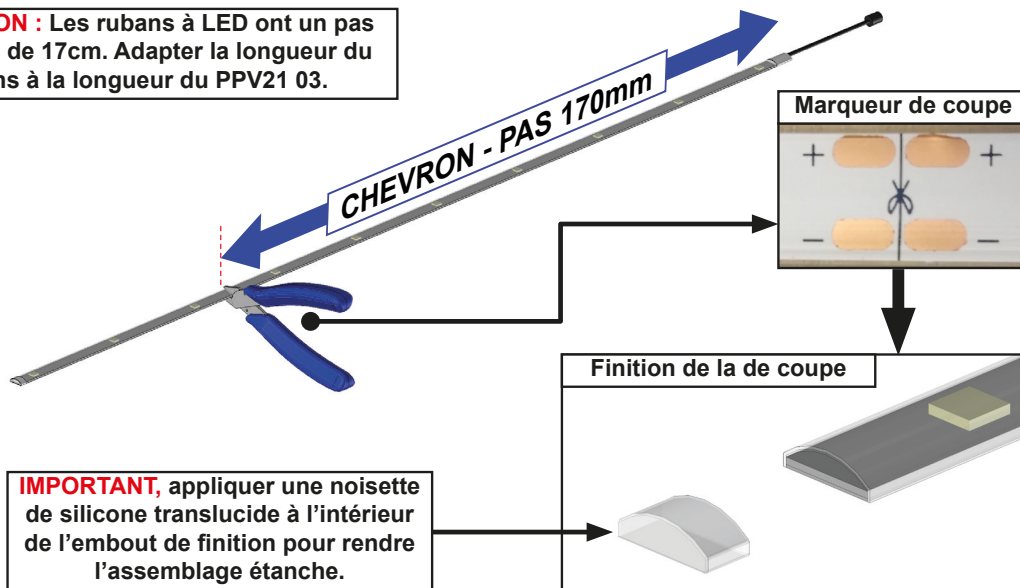 ON : Les rubans à LED ont un pas
de 17cm. Adapter la longueur du
ns à la longueur du PPV21 03.
CHEVRON - PAS 170mm
Marqueur de coupe
+ +
- -
Finition de la de coupe
IMPORTANT, appliquer une noisette
de silicone translucide à l'intérieur
de l'embout de finition pour rendre
l'assemblage étanche.